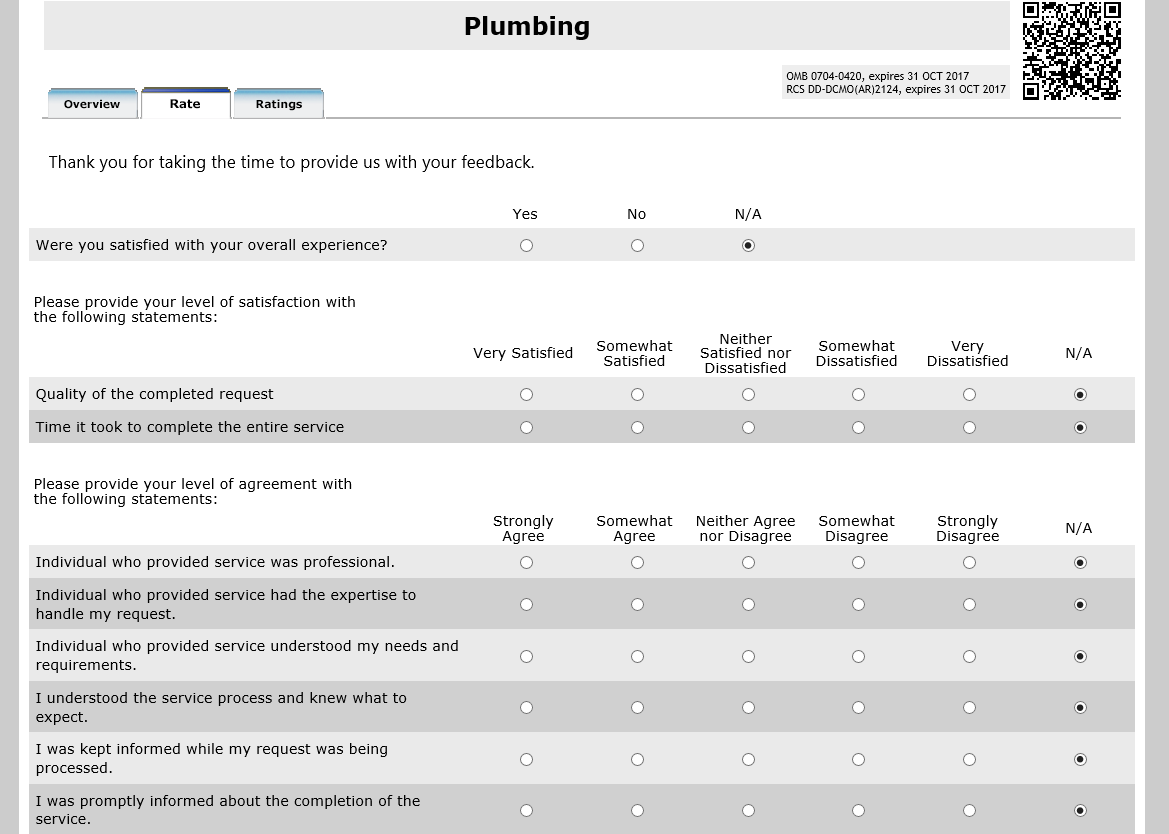 Plumbing
OMB 0704-0420, expires 31 OCT 2017
RCS DD-DCMO(AR)2124, expires 31 OCT 2017
Overview Rate Ratings
Thank you for taking the time to provide us with your feedback.
Yes No N/A
Were you satisfied with your overall experience?
Please provide your level of satisfaction with
the following statements:
Very Satisfied Somewhat Satisfied Neither Satisfied nor Dissatisfied Somewhat Dissatisfied Very Dissatisfied N/A
Quality of the completed request
Time it took to complete the entire service
Please provide your level of agreement with
the following statements:
Strongly Agree Somewhat Agree Neither Agree nor Disagree Somewhat Disagree Strongly Disagree N/A
Individual who provided service was professional.
Individual who provided service had the expertise to
handle my request.
Individual who provided service understood my needs and
requirements.
I understood the service process and knew what to
expect.
I was kept informed while my request was being
processed.
I was promptly informed about the completion of the
service.